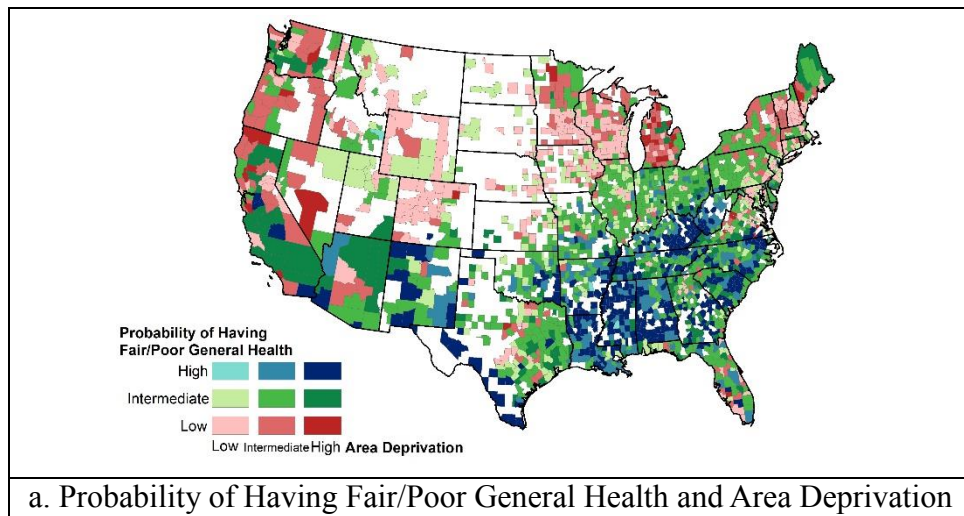 Probability of Having
Fair/Poor General Health
High
Intermediate
Low
Low Intermediate High Area Deprivation
a. Probability of Having Fair/Poor General Health and Area Deprivation